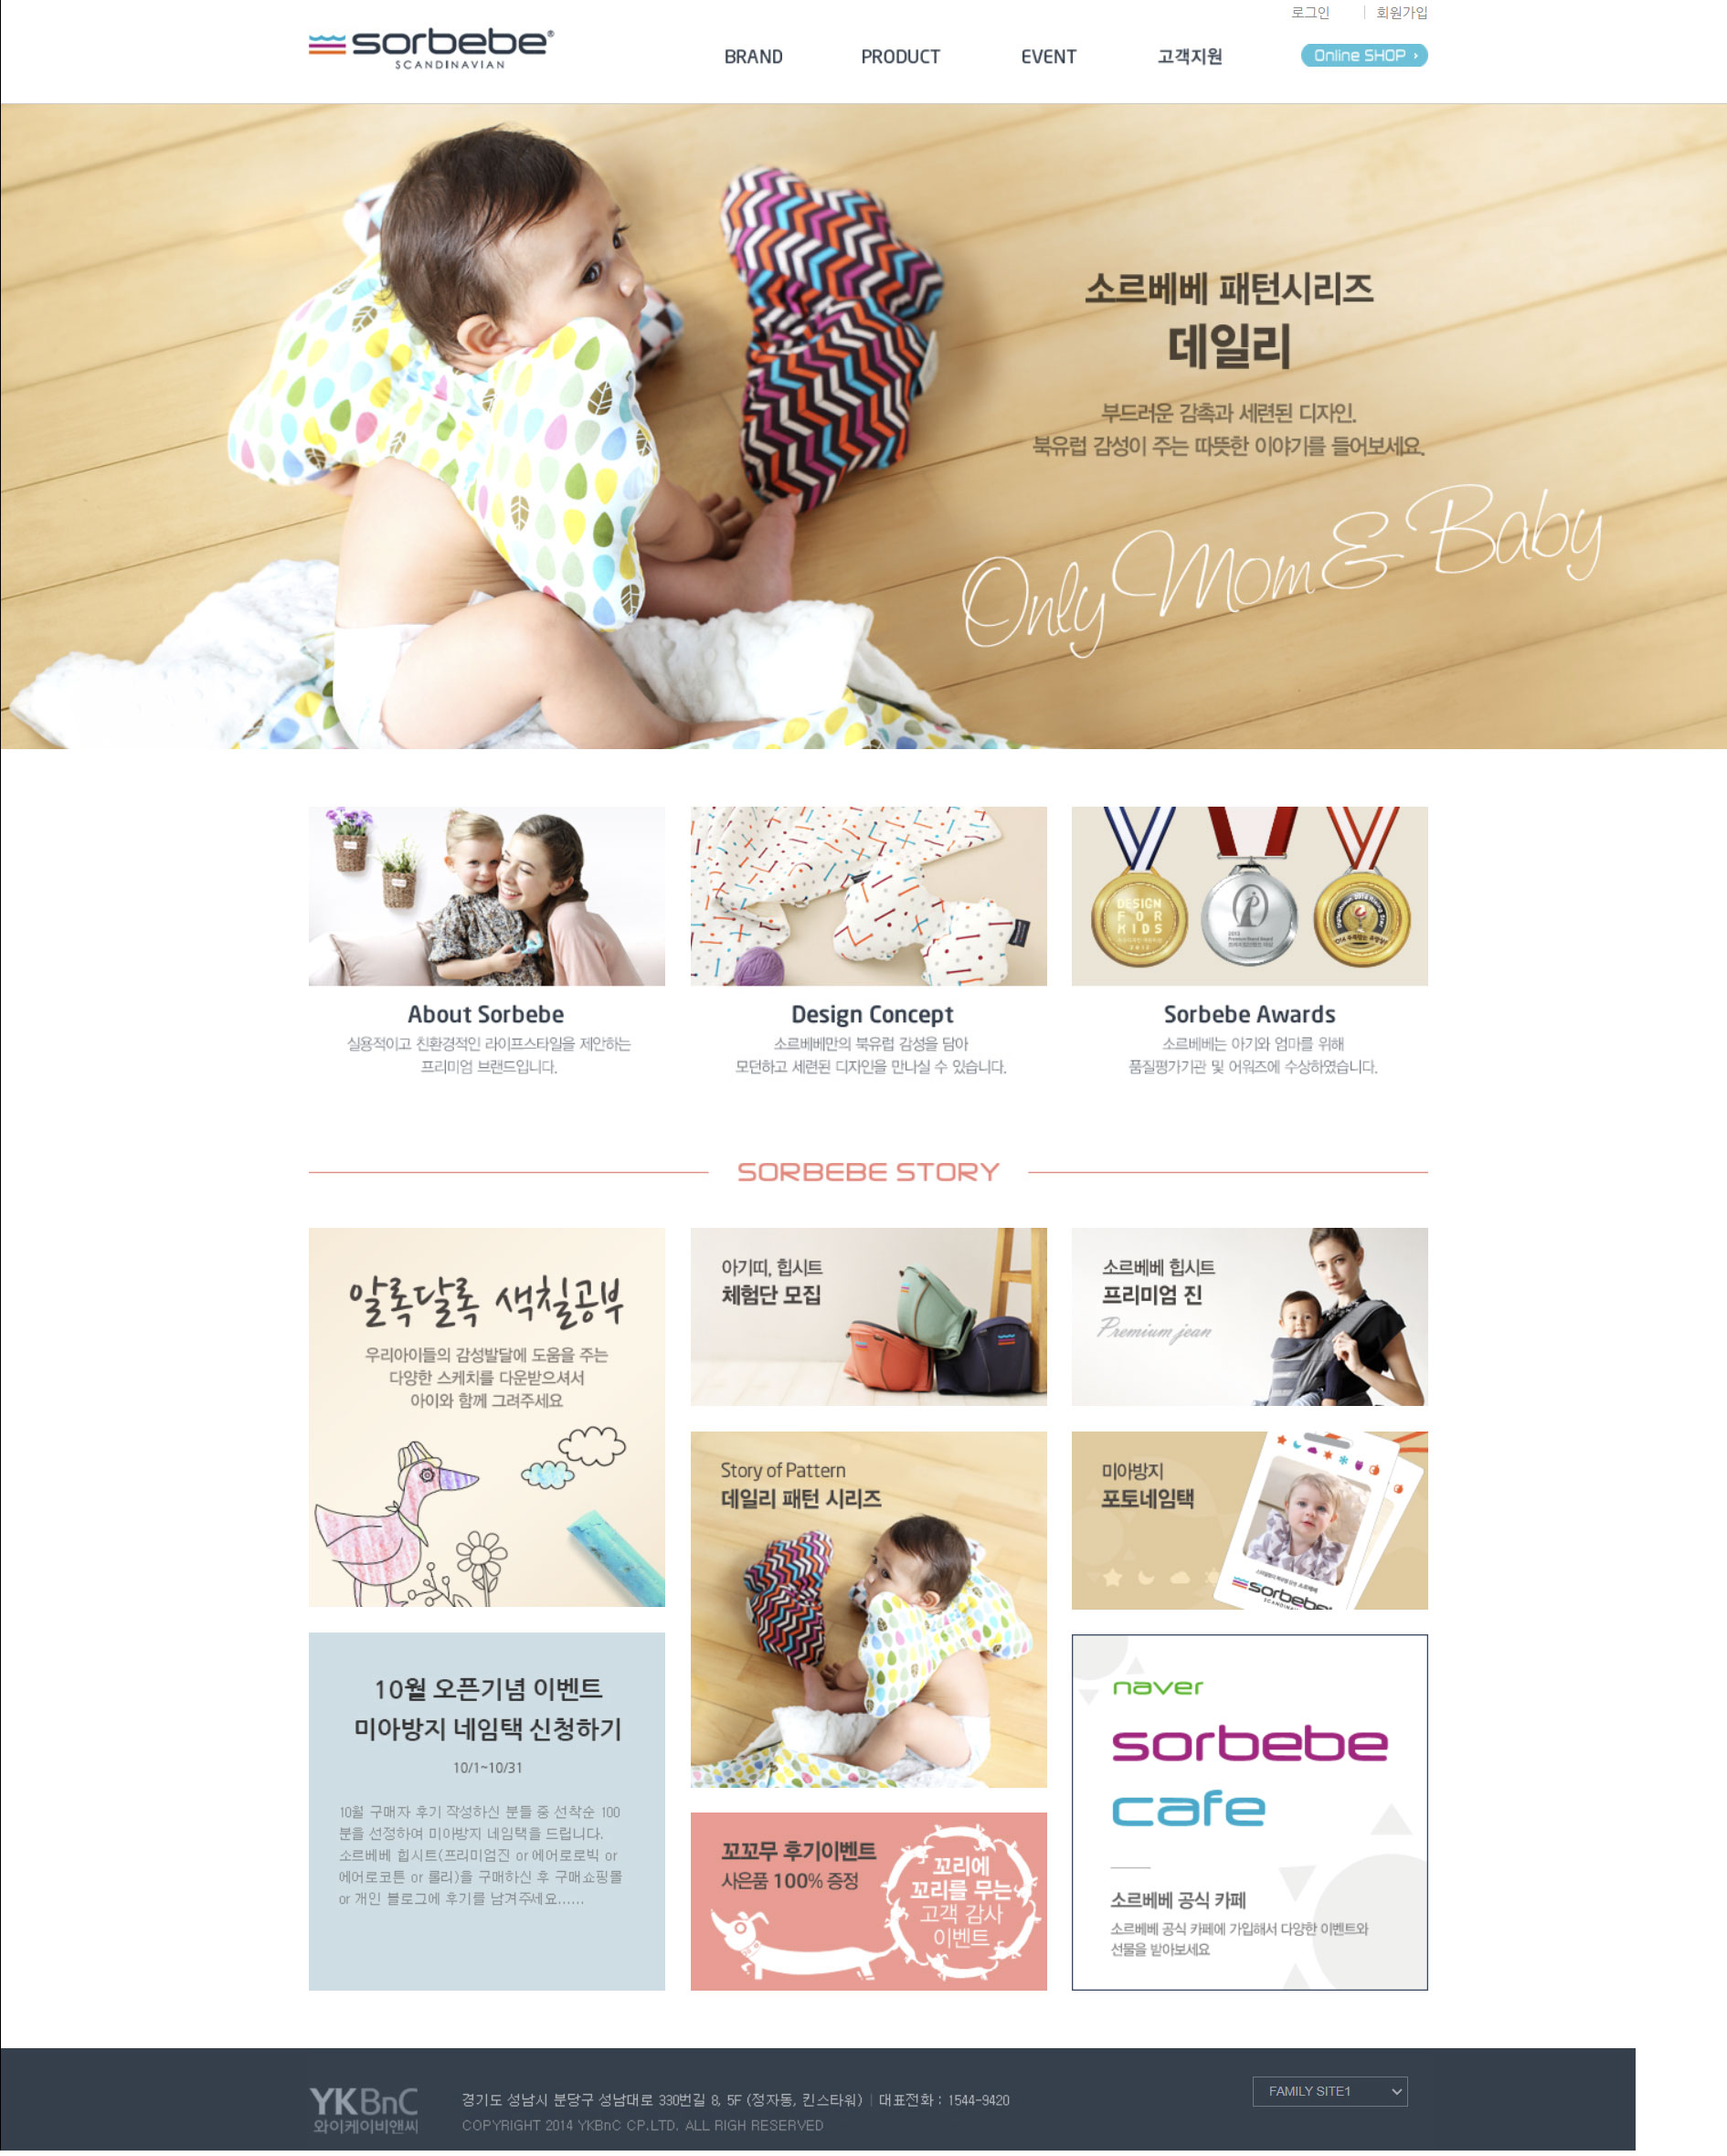 로그인 회원가입
sorbebe®
SCANDINAVIAN
BRAND PRODUCT EVENT 고객지원 Online SHOP
소르베베 패턴시리즈
데일리
부드러운 감촉과 세련된 디자인.
북유럽 감성이 주는 따뜻한 이야기를 들어보세요.
Only Mom & Baby
DESIGN
FOR
KIDS
About Sorbebe
실용적이고 친환경적인 라이프스타일을 제안하는
프리미엄 브랜드입니다.
Design Concept
소르베베만의 북유럽 감성을 담아
모던하고 세련된 디자인을 만나실 수 있습니다.
Sorbebe Awards
소르베베는 아기와 엄마를 위해
품질평가기관 및 어워즈에 수상하였습니다.
SORBEBE STORY
알록달록 색칠공부
우리아이들의 감성발달에 도움을 주는
다양한 스케치를 다운받으셔서
아이와 함께 그려주세요
아기띠, 힙시트
체험단 모집
소르베베 힙시트
프리미엄 진
Premium jean
Story of Pattern
데일리 패턴 시리즈
미아방지
포토네임택
sorbebe
10월 오픈기념 이벤트
미아방지 네임택 신청하기
10/1~10/31
10월 구매자 후기 작성하신 분들 중 선착순 100
분을 선정하여 미아방지 네임택을 드립니다.
소르베베 힙시트(프리미엄진 or 에어로로빅 or
에어로코튼 or 롤리)을 구매하신 후 구매쇼핑몰
or 개인 블로그에 후기를 남겨주세요......
꼬꼬무 후기이벤트
사은품 100% 증정
꼬리에
꼬리를 무는
고객 감사
이벤트
naver
sorbebe
cafe
소르베베 공식 카페
소르베베 공식 카페에 가입해서 다양한 이벤트와
선물을 받아보세요
YKBnC
와이케이비앤씨
경기도 성남시 분당구 성남대로 330번길 8, 5F (정자동, 킨스타워) | 대표전화 : 1544-9420
COPYRIGHT 2014 YKBnC CP.LTD. ALL RIGH RESERVED
FAMILY SITE1